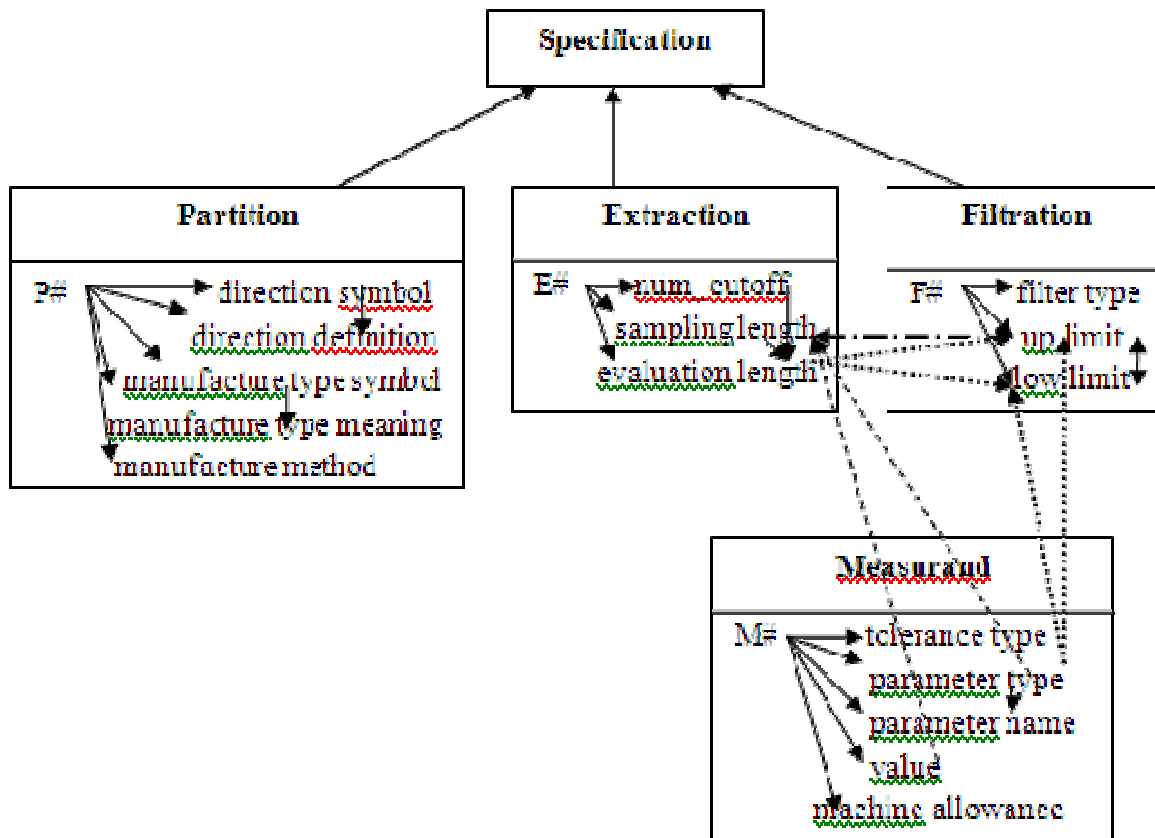 Specification
Partition
P#
direction symbol
direction definition
manufacture type symbol
manufacture type meaning
manufacture method
Extraction
E#
num_cutoff
sampling length
evaluation length
Filtration
F#
filter type
up limit
low limit
Measurand
M#
tolerance type
parameter type
parameter name
value
machine allowance